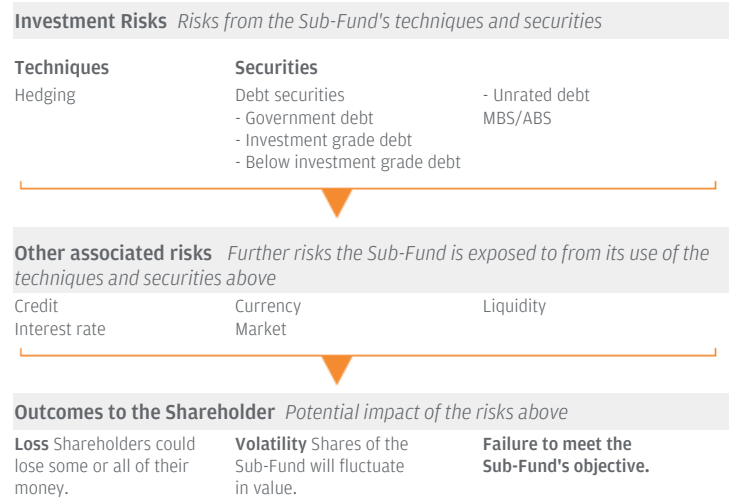 Investment Risks Risks from the Sub-Fund's techniques and securities
Techniques
Hedging
Securities
Debt securities
- Government debt
- Investment grade debt
- Below investment grade debt
- Unrated debt
MBS/ABS
Other associated risks Further risks the Sub-Fund is exposed to from its use of the
techniques and securities above
Credit
Interest rate
Currency
Market
Liquidity
Outcomes to the Shareholder Potential impact of the risks above
Loss Shareholders could
lose some or all of their
money.
Volatility Shares of the
Sub-Fund will fluctuate
in value.
Failure to meet the
Sub-Fund's objective.